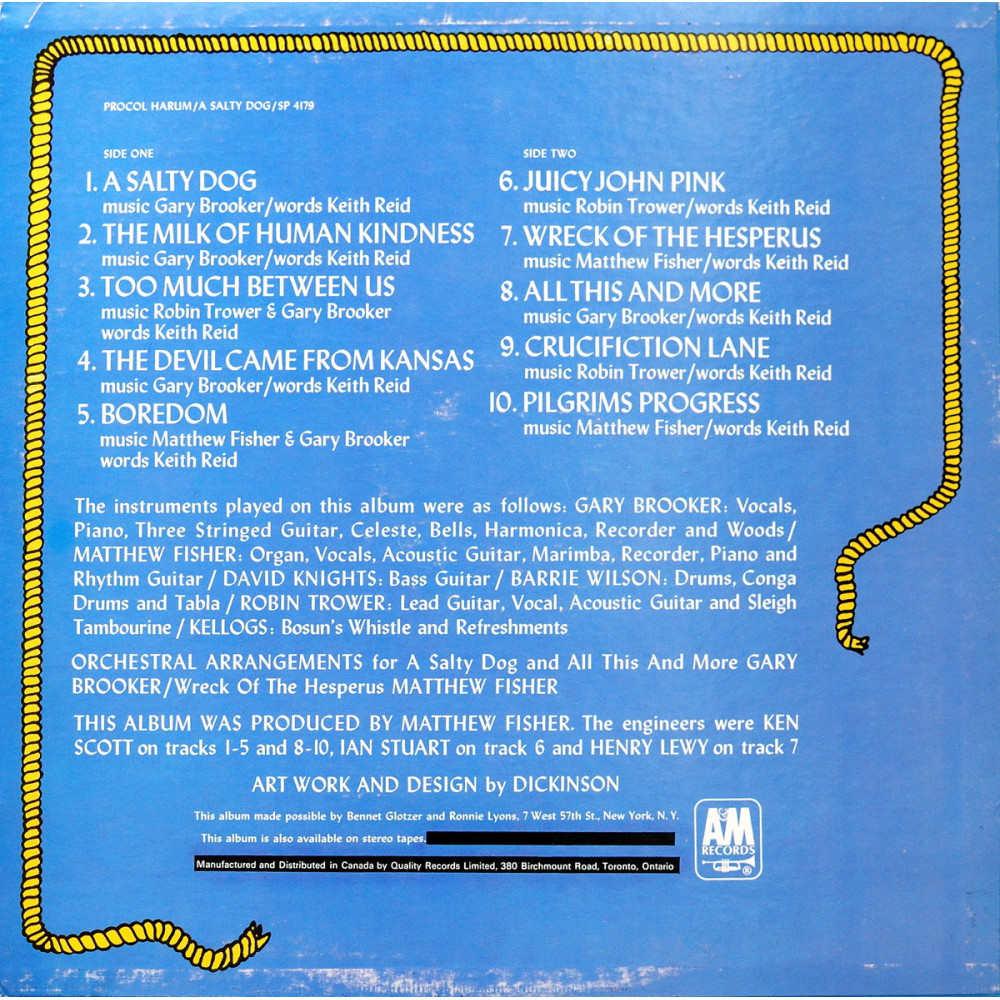 PROCOL HARUM/A SALTY DOG/SP 4179
SIDE ONE
1. A SALTY DOG
music Gary Brooker/words Keith Reid
2. THE MILK OF HUMAN KINDNESS
music Gary Brooker/words Keith Reid
3. TOO MUCH BETWEEN US
music Robin Trower & Gary Brooker
words Keith Reid
4. THE DEVIL CAME FROM KANSAS
music Gary Brooker/words Keith Reid
5. BOREDOM
music Matthew Fisher & Gary Brooker
words Keith Reid
SIDE TWO
6. JUICY JOHN PINK
music Robin Trower/words Keith Reid
7. WRECK OF THE HESPERUS
music Matthew Fisher/words Keith Reid
8. ALL THIS AND MORE
music Gary Brooker/words Keith Reid
9. CRUCIFICTION LANE
music Robin Trower/words Keith Reid
10. PILGRIMS PROGRESS
music Matthew Fisher/words Keith Reid
The instruments played on this album were as follows: GARY BROOKER: Vocals,
Piano, Three Stringed Guitar, Celeste, Bells, Harmonica, Recorder and Woods/
MATTHEW FISHER: Organ, Vocals, Acoustic Guitar, Marimba, Recorder, Piano and
Rhythm Guitar / DAVID KNIGHTS: Bass Guitar / BARRIE WILSON: Drums, Conga
Drums and Tabla / ROBIN TROWER: Lead Guitar, Vocal, Acoustic Guitar and Sleigh
Tambourine / KELLOGS: Bosun's Whistle and Refreshments
ORCHESTRAL ARRANGEMENTS for A Salty Dog and All This And More GARY
BROOKER/Wreck Of The Hesperus MATTHEW FISHER
THIS ALBUM WAS PRODUCED BY MATTHEW FISHER. The engineers were KEN
SCOTT on tracks 1-5 and 8-10, IAN STUART on track 6 and HENRY LEWY on track 7
ART WORK AND DESIGN by DICKINSON
This album made possible by Bennet Glotzer and Ronnie Lyons, 7 West 57th St., New York, N.Y.
This album is also available on stereo tapes.
Manufactured and Distributed in Canada by Quality Records Limited, 380 Birchmount Road, Toronto, Ontario
A&M
RECORDS
®